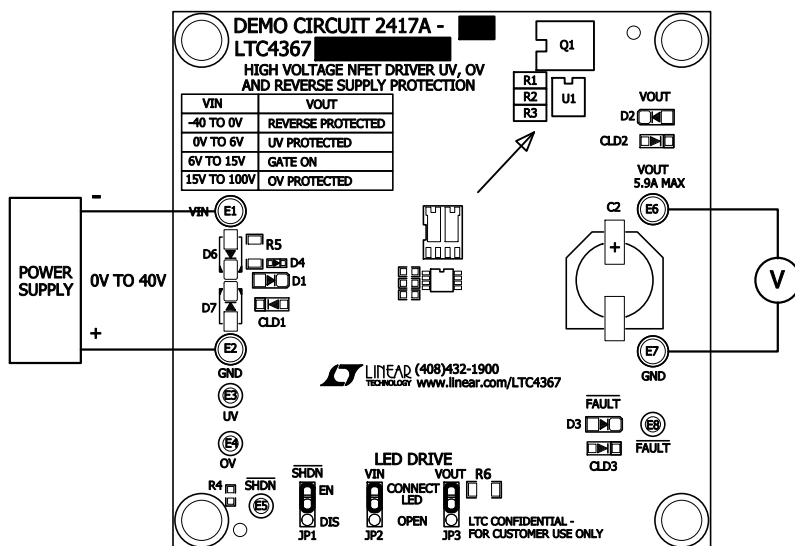 DEMO CIRCUIT 2417A -
LTC4367
HIGH VOLTAGE NFET DRIVER UV, OV
AND REVERSE SUPPLY PROTECTION
VIN VOUT
-40 TO 0V REVERSE PROTECTED
0V TO 6V UV PROTECTED
6V TO 15V GATE ON
15V TO 100V OV PROTECTED
Q1
R1
R2
R3
U1
VOUT
D2
CLD2
VOUT
5.9A MAX
E6
C2
+
-
VIN
E1
POWER
SUPPLY
0V TO 40V
+
D6
R5
D4
D1
D7
CLD1
E2
GND
E3
UV
E4
OV
V
E7
GND
LINEAR
TECHNOLOGY
(408)432-1900
www.linear.com/LTC4367
FAULT
D3
E8
FAULT
CLD3
LED DRIVE
R4
SHDN
E5
SHDN
EN
DIS
JP1
VIN
CONNECT
LED
OPEN
JP2
VOUT
R6
JP3
LTC CONFIDENTIAL -
FOR CUSTOMER USE ONLY